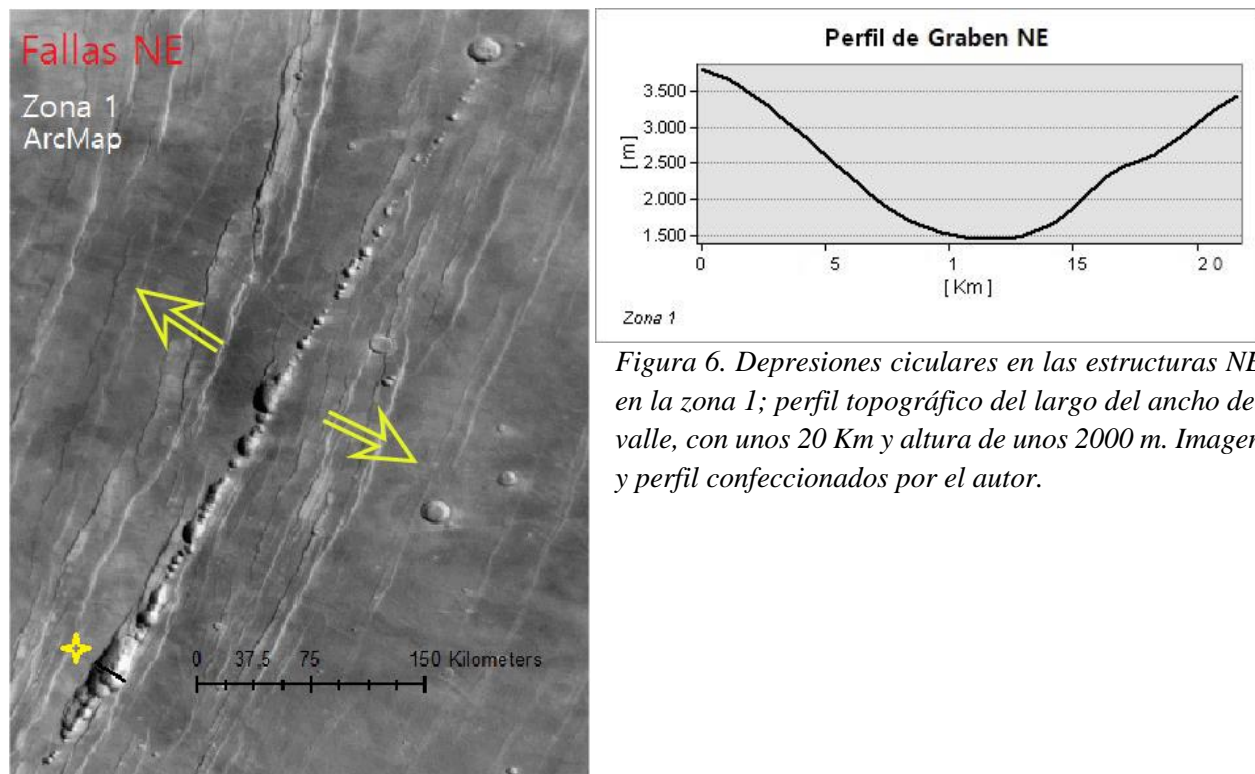 Fallas NE
Zona 1
ArcMap
0 37,5 75 150 Kilometers
Perfil de Graben NE
3.500
3.000
2.500
2.000
1.500
[m]
0 5 1 15 20
[Km]
Zona 1
Figura 6. Depresiones ciculares en las estructuras NE
en la zona 1; perfil topográfico del largo del ancho de
valle, con unos 20 Km y altura de unos 2000 m. Imagen
y perfil confeccionados por el autor.